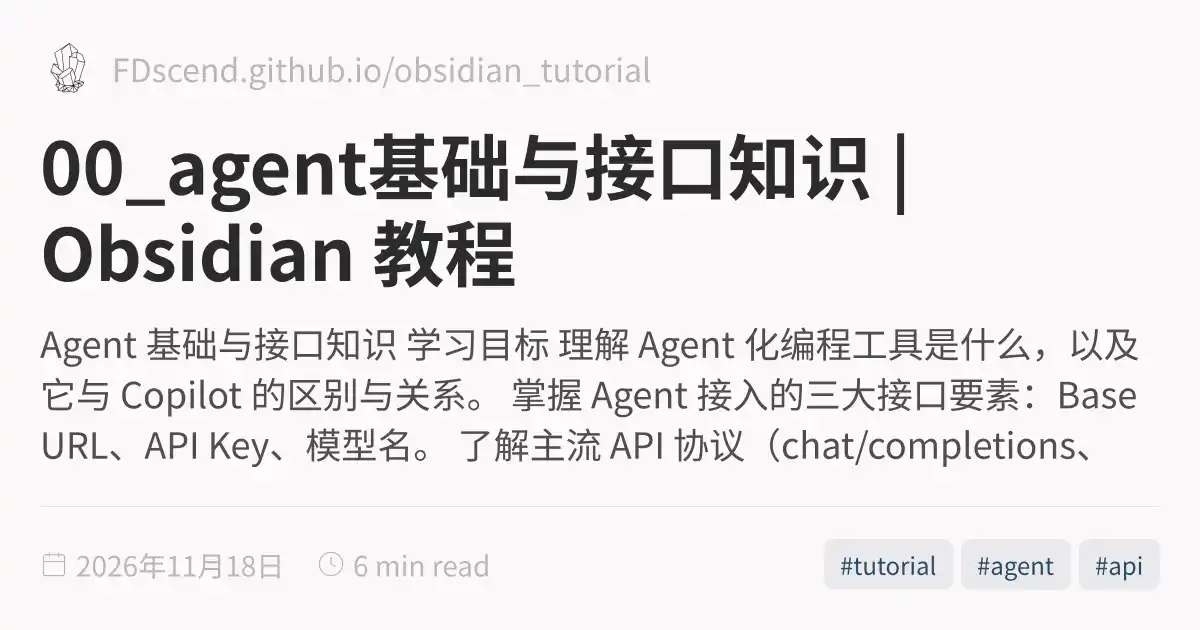 FDscend.github.io/obsidian_tutorial
00_agent基础与接口知识 |
Obsidian 教程
Agent 基础与接口知识 学习目标 理解 Agent 化编程工具是什么，以及
它与 Copilot 的区别与关系。 掌握 Agent 接入的三大接口要素：Base
URL、API Key、模型名。 了解主流 API 协议（chat/completions、
2026年11月18日
6 min read
#tutorial
#agent
#api